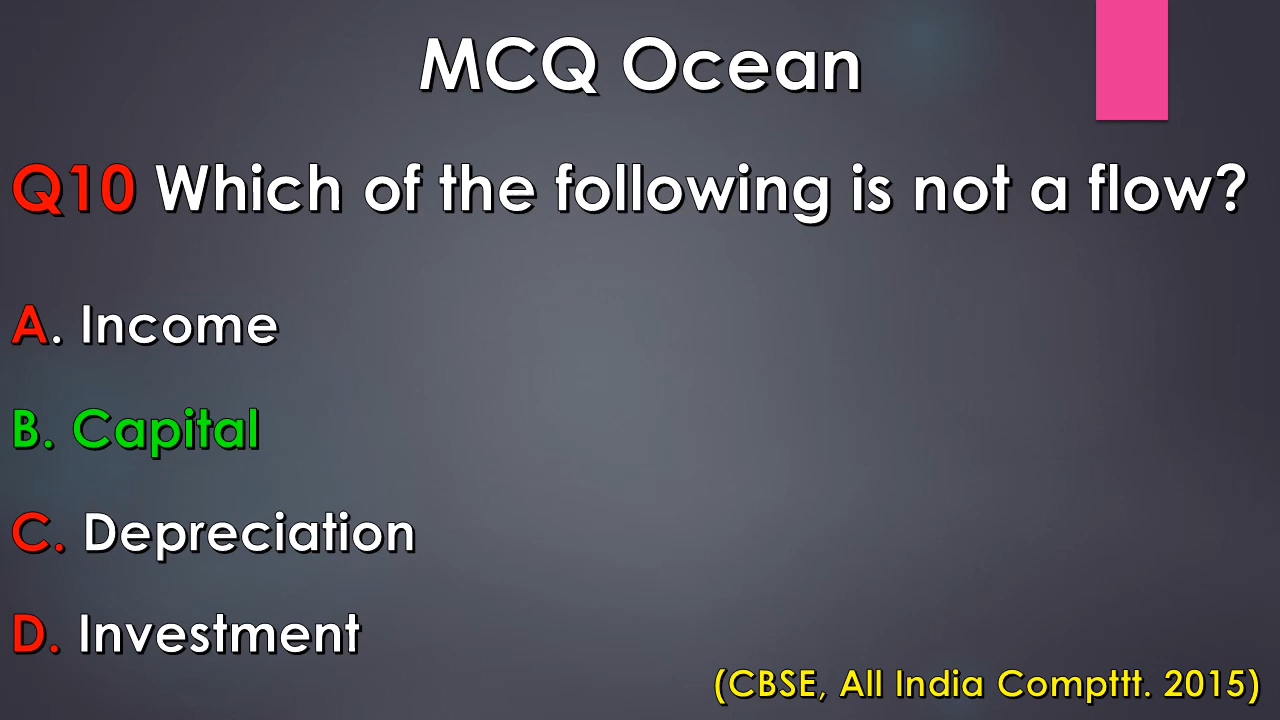 MCQ Ocean
Q10 Which of the following is not a flow?
A. Income
B. Capital
C. Depreciation
D. Investment
(CBSE, All India Compttt. 2015)